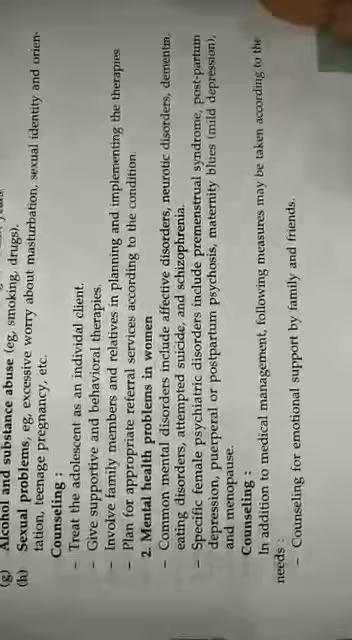 (g) Alcohol and substance abuse (eg, smoking, drugs).
(h) Sexual problems, eg, excessive worry about masturbation, sexual identity and orien-
tation, teenage pregnancy, etc.
Counseling :
– Treat the adolescent as an individal client.
– Give supportive and behavioral therapies.
– Involve family members and relatives in planning and implementing the therapies
– Plan for appropriate referral services according to the condition.
2. Mental health problems in women
– Common mental disorders include affective disorders, neurotic disorders, dementia,
eating disorders, attempted suicide, and schizophrenia.
– Specific female psychiatric disorders include premenstrual syndrome, post-partum
depression, puerperal or postpartum psychosis, maternity blues (mild depression),
and menopause.
Counseling :
In addition to medical management, following measures may be taken according to the
needs :
– Counseling for emotional support by family and friends.